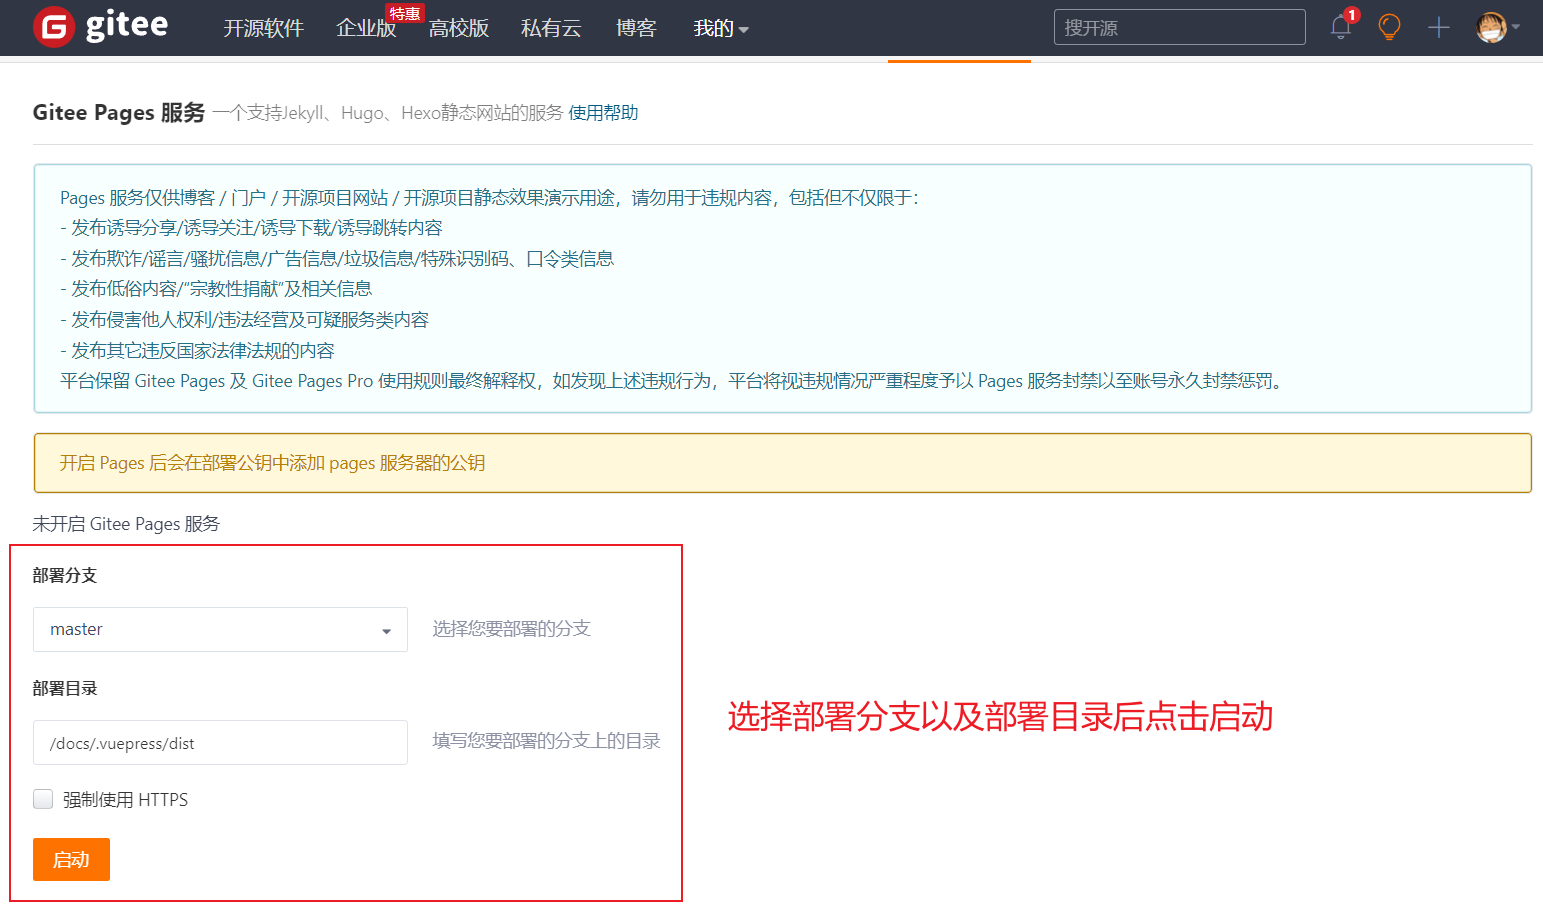 gitee 开源软件 企业版 特惠 高校版 私有云 博客 我的 搜开源 1
Gitee Pages 服务 一个支持Jekyll、Hugo、Hexo静态网站的服务 使用帮助
Pages 服务仅供博客 / 门户 / 开源项目网站 / 开源项目静态效果演示用途，请勿用于违规内容，包括但不仅限于：
- 发布诱导分享/诱导关注/诱导下载/诱导跳转内容
- 发布欺诈/谣言/骚扰信息/广告信息/垃圾信息/特殊识别码、口令类信息
- 发布低俗内容/“宗教性捐献”及相关信息
- 发布侵害他人权利/违法经营及可疑服务类内容
- 发布其它违反国家法律法规的内容
平台保留 Gitee Pages 及 Gitee Pages Pro 使用规则最终解释权，如发现上述违规行为，平台将视违规情况严重程度予以 Pages 服务封禁以至账号永久封禁惩罚。
开启 Pages 后会在部署公钥中添加 pages 服务器的公钥
未开启 Gitee Pages 服务
部署分支
master 选择您要部署的分支
部署目录
选择部署分支以及部署目录后点击启动
/docs/.vuepress/dist 填写您要部署的分支上的目录
强制使用 HTTPS
启动